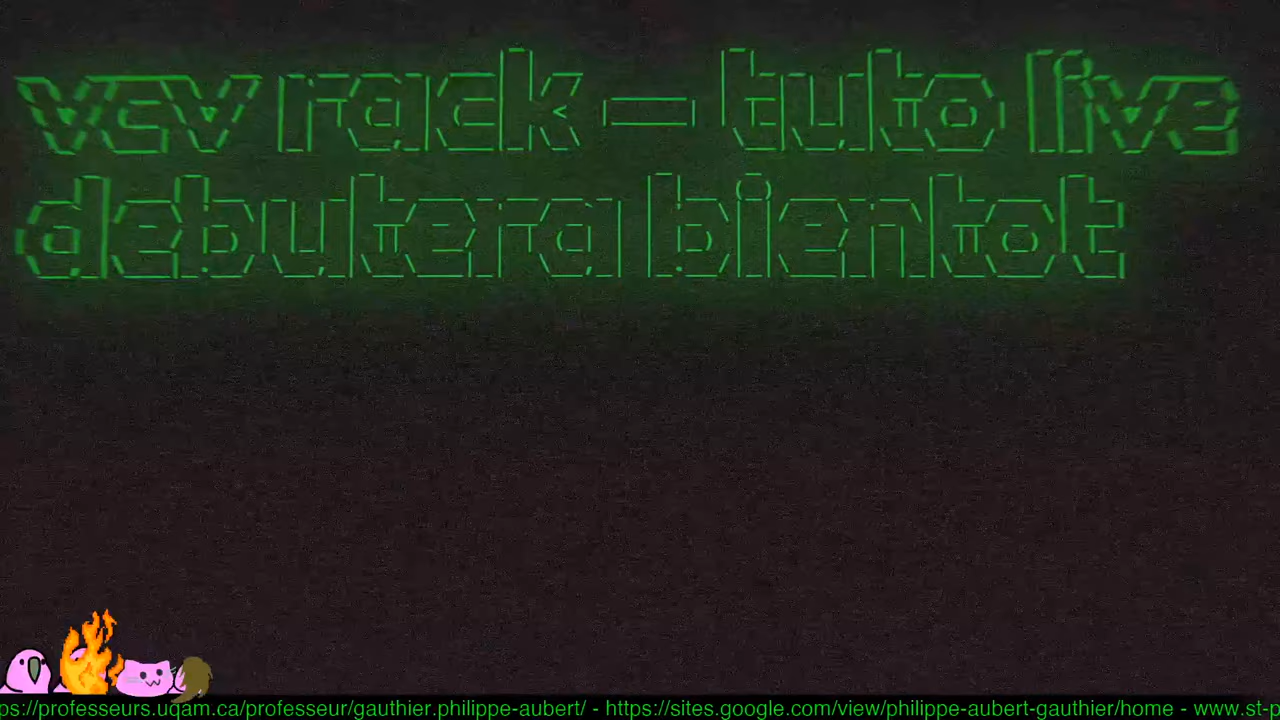 vcv rack - tuto live
debutera bientot
ps://professeurs.uqam.ca/professeur/gauthier.philippe-aubert/ - https://sites.google.com/view/philippe-aubert-gauthier/home - www.st-p